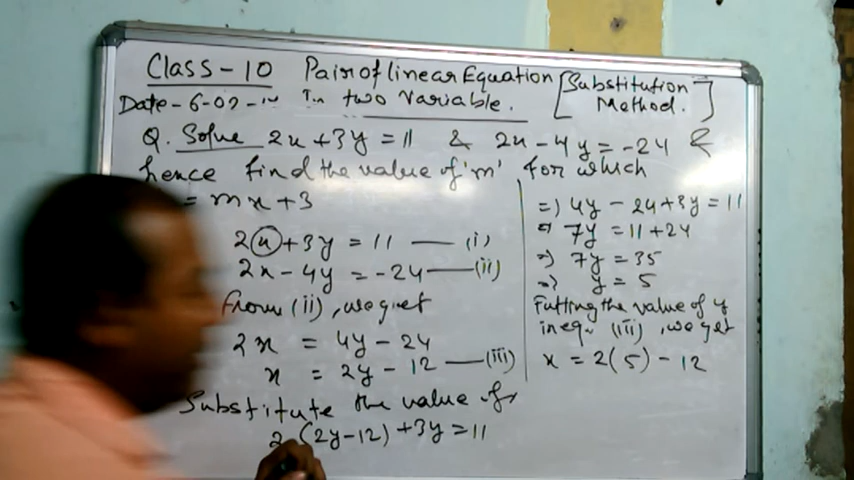 Class - 10 Pair of linear Equation [Substitution Method.]
Date - 6-07- In two Variable.
Q. Solve 2x + 3y = 11 & 2x - 4y = -24 &
hence find the value of 'm' for which
= mx + 3
2x + 3y = 11 — (i)
2x - 4y = -24 — (ii)
From (ii), we get
2x = 4y - 24
x = 2y - 12 — (iii)
Substitute the value of
2 (2y-12) + 3y = 11
=) 4y - 24 + 3y = 11
=) 7y = 11 + 24
=) 7y = 35
=) y = 5
Putting the value of y
in eq. (iii), we get
x = 2(5) - 12